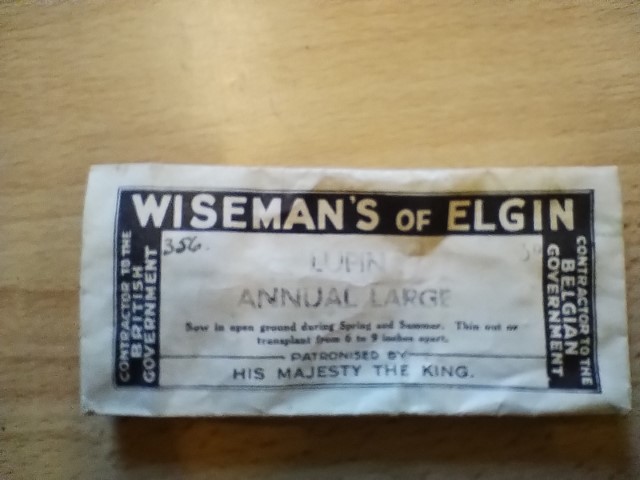 WISEMAN'S OF ELGIN
356.
LUPIN
ANNUAL LARGE
Sow in open ground during Spring and Summer. Thin out or
transplant from 6 to 9 inches apart.
PATRONISED BY
HIS MAJESTY THE KING.
CONTRACTOR TO THE
BRITISH
GOVERNMENT
CONTRACTOR TO THE
BELGIAN
GOVERNMENT.